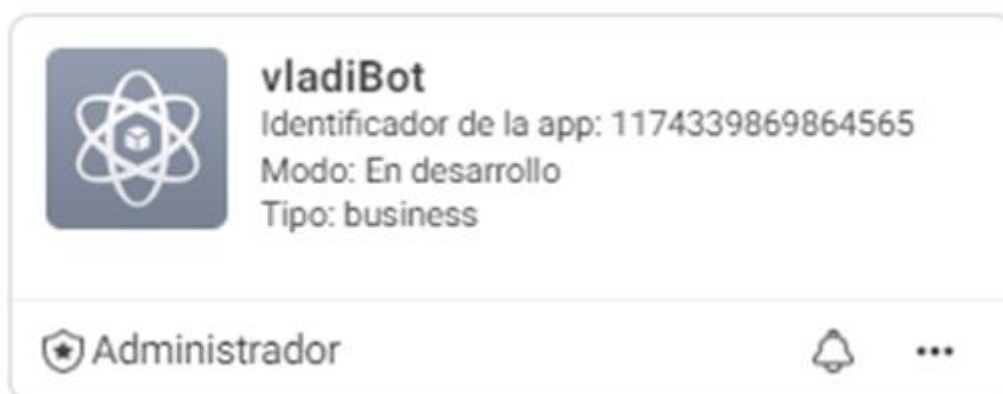 vladiBot
Identificador de la app: 1174339869864565
Modo: En desarrollo
Tipo: business
Administrador